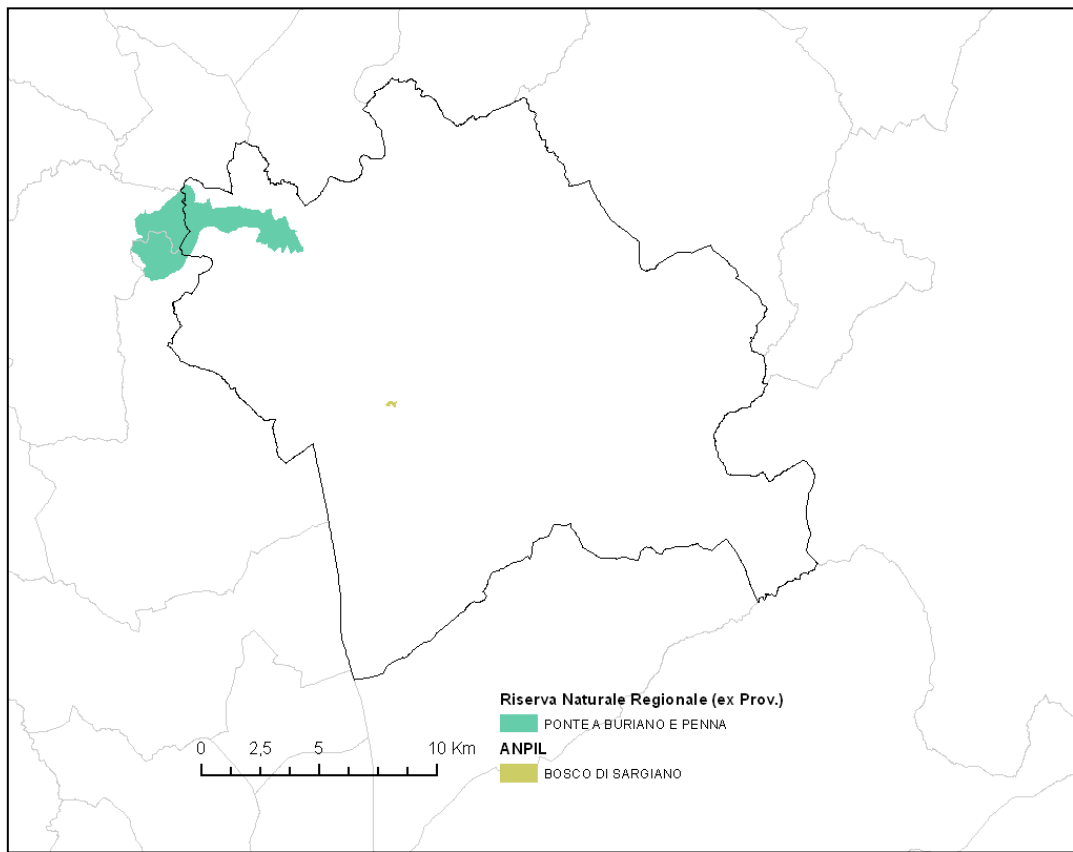 Riserva Naturale Regionale (ex Prov.)
PONTE A BURIANO E PENNA
ANPIL
BOSCO DI SARGIANO
0 2,5 5 10 Km